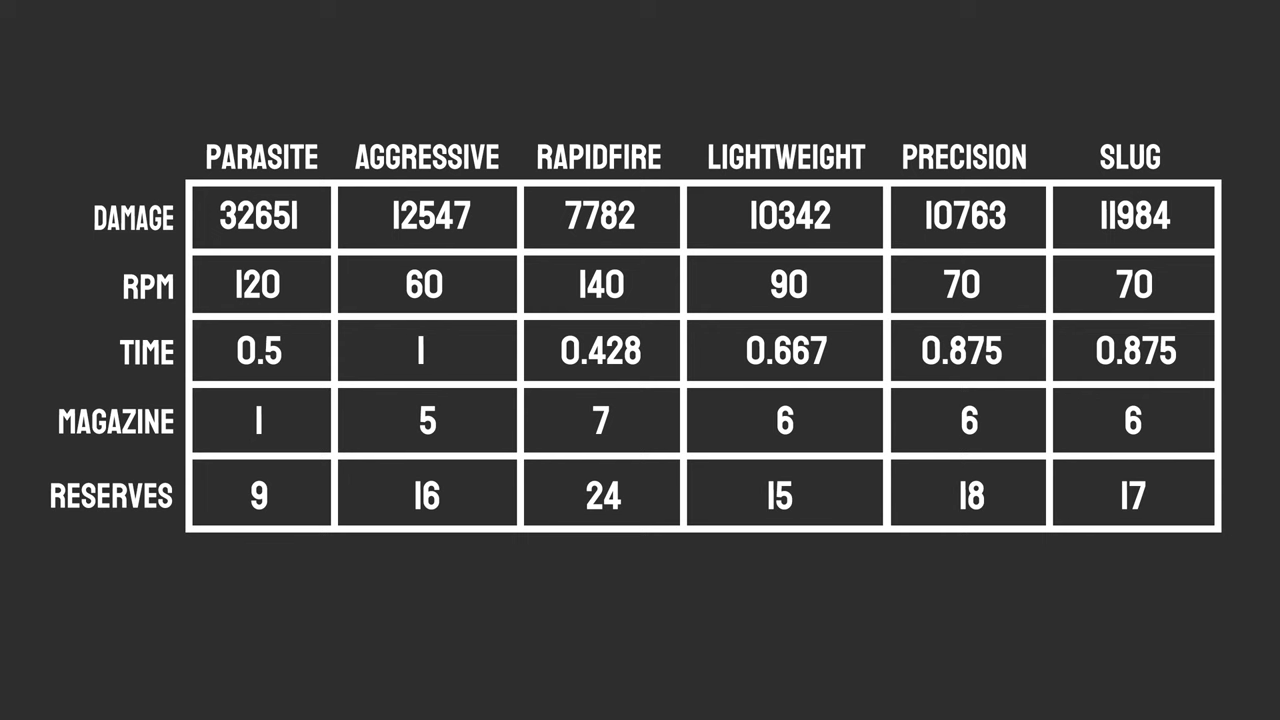 PARASITE AGGRESSIVE RAPIDFIRE LIGHTWEIGHT PRECISION SLUG
DAMAGE 32651 12547 7782 10342 10763 11984
RPM 120 60 140 90 70 70
TIME 0.5 1 0.428 0.667 0.875 0.875
MAGAZINE 1 5 7 6 6 6
RESERVES 9 16 24 15 18 17